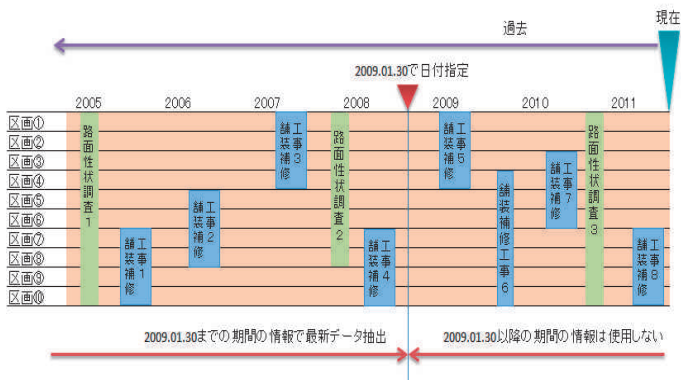 現在
過去
2009.01.30で日付指定
2005 2006 2007 2008 2009 2010 2011
区画①
区画②
区画③
区画④
区画⑤
区画⑥
区画⑦
区画⑧
区画⑨
区画⑩
路面性状調査1
舗装補修
工事1
舗装補修
工事2
舗装補修
工事3
路面性状調査2
舗装補修
工事4
舗装補修
工事5
舗装補修工事6
舗装補修
工事7
路面性状調査3
舗装補修
工事8
2009.01.30までの期間の情報で最新データ抽出
2009.01.30以降の期間の情報は使用しない